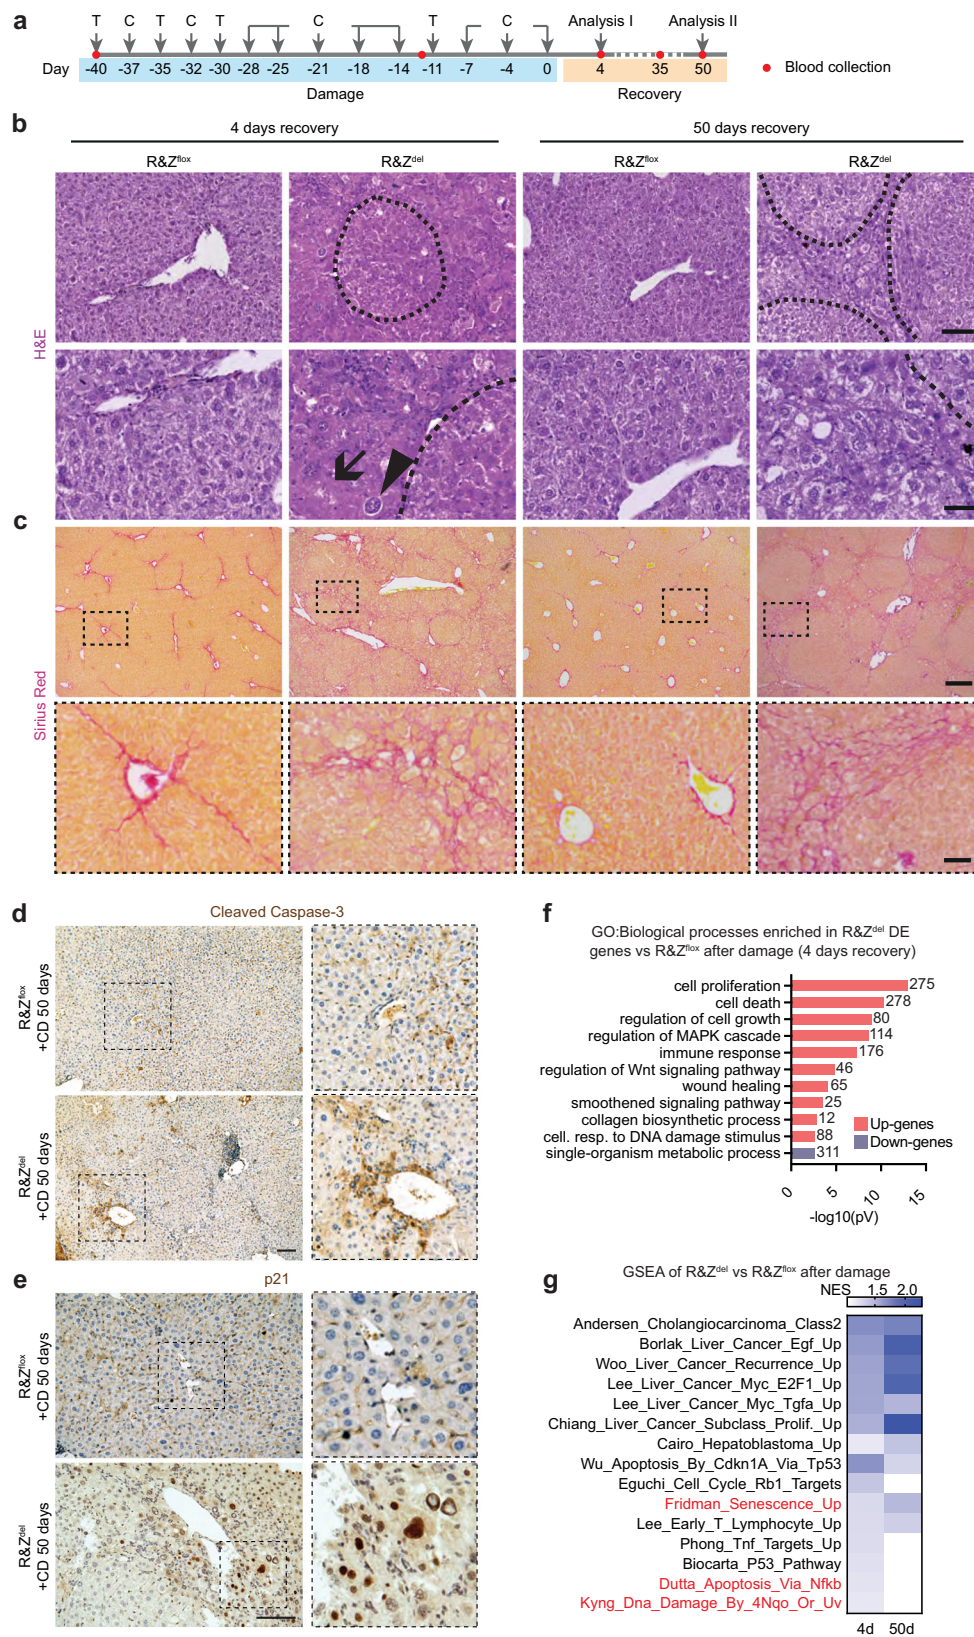 a
T C T C T C T C Analysis I Analysis II
Day -40 -37 -35 -32 -30 -28 -25 -21 -18 -14 -11 -7 -4 0 4 35 50
Blood collection
Damage Recovery
b
4 days recovery 50 days recovery
R&Zflox R&Zdel R&Zflox R&Zdel
H&E
c
Sirius Red
d
Cleaved Caspase-3
R&Zflox
+CD 50 days
R&Zdel
+CD 50 days
e
p21
R&Zflox
+CD 50 days
R&Zdel
+CD 50 days
f
GO:Biological processes enriched in R&Zdel DE
genes vs R&Zflox after damage (4 days recovery)
cell proliferation 275
cell death 278
regulation of cell growth 80
regulation of MAPK cascade 114
immune response 176
regulation of Wnt signaling pathway 46
wound healing 65
smoothened signaling pathway 25
collagen biosynthetic process 12
cell. resp. to DNA damage stimulus 88
single-organism metabolic process 311
Up-genes
Down-genes
0 5 10 15
-log10(pV)
g
GSEA of R&Zdel vs R&Zflox after damage
NES 1.5 2.0
Andersen_Cholangiocarcinoma_Class2
Borlak_Liver_Cancer_Egf_Up
Woo_Liver_Cancer_Recurrence_Up
Lee_Liver_Cancer_Myc_E2F1_Up
Lee_Liver_Cancer_Myc_Tgfa_Up
Chiang_Liver_Cancer_Subclass_Prolif._Up
Cairo_Hepatoblastoma_Up
Wu_Apoptosis_By_Cdkn1A_Via_Tp53
Eguchi_Cell_Cycle_Rb1_Targets
Fridman_Senescence_Up
Lee_Early_T_Lymphocyte_Up
Phong_Tnf_Targets_Up
Biocarta_P53_Pathway
Dutta_Apoptosis_Via_Nfkb
Kyng_Dna_Damage_By_4Nqo_Or_Uv
4d 50d